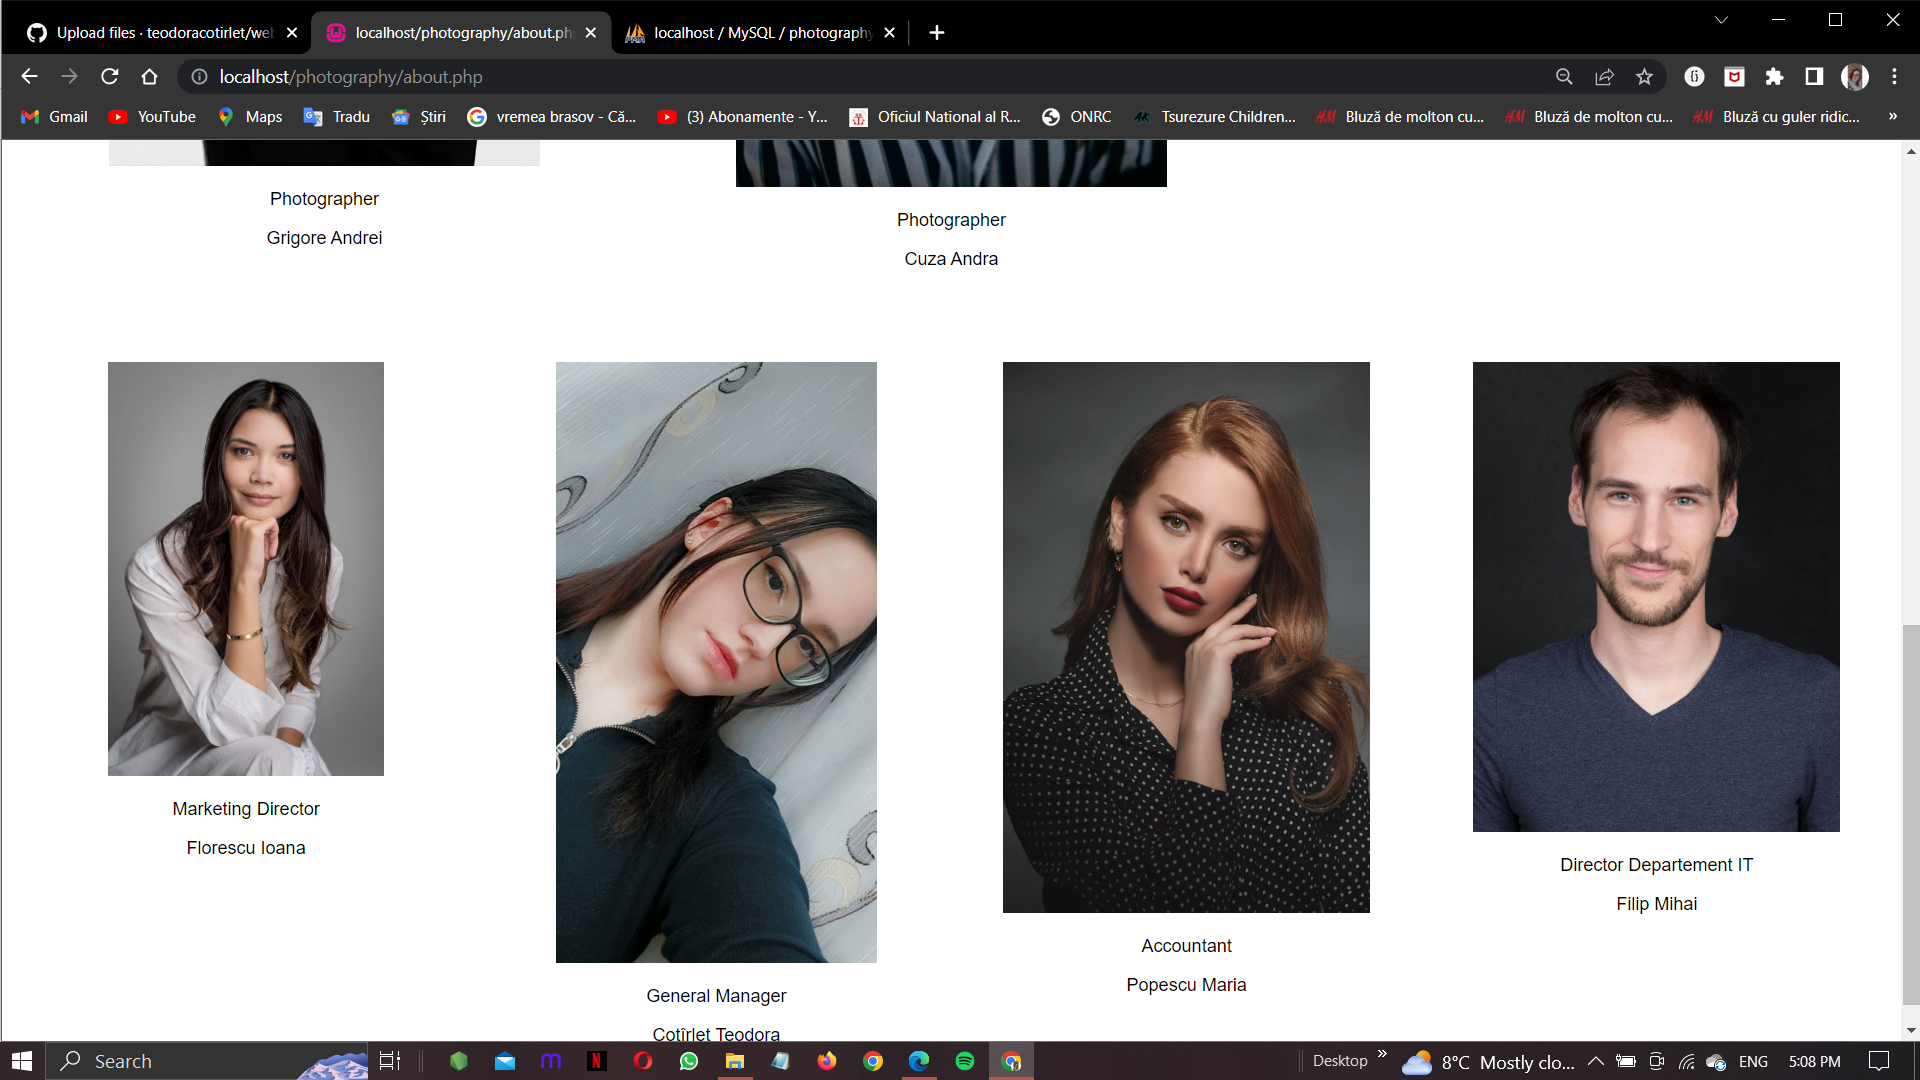 Upload files · teodoracotirlet/web
localhost/photography/about.ph
localhost / MySQL / photography
localhost/photography/about.php
Gmail
YouTube
Maps
Tradu
Știri
vremea brasov - Că...
(3) Abonamente - Y...
Oficiul National al R...
ONRC
Tsurezure Children...
Bluză de molton cu...
Bluză de molton cu...
Bluză cu guler ridic...
»
Photographer
Grigore Andrei
Photographer
Cuza Andra
Marketing Director
Florescu Ioana
General Manager
Cotîrleț Teodora
Accountant
Popescu Maria
Director Departement IT
Filip Mihai
Search
Desktop
»
8°C Mostly clo...
ENG
5:08 PM